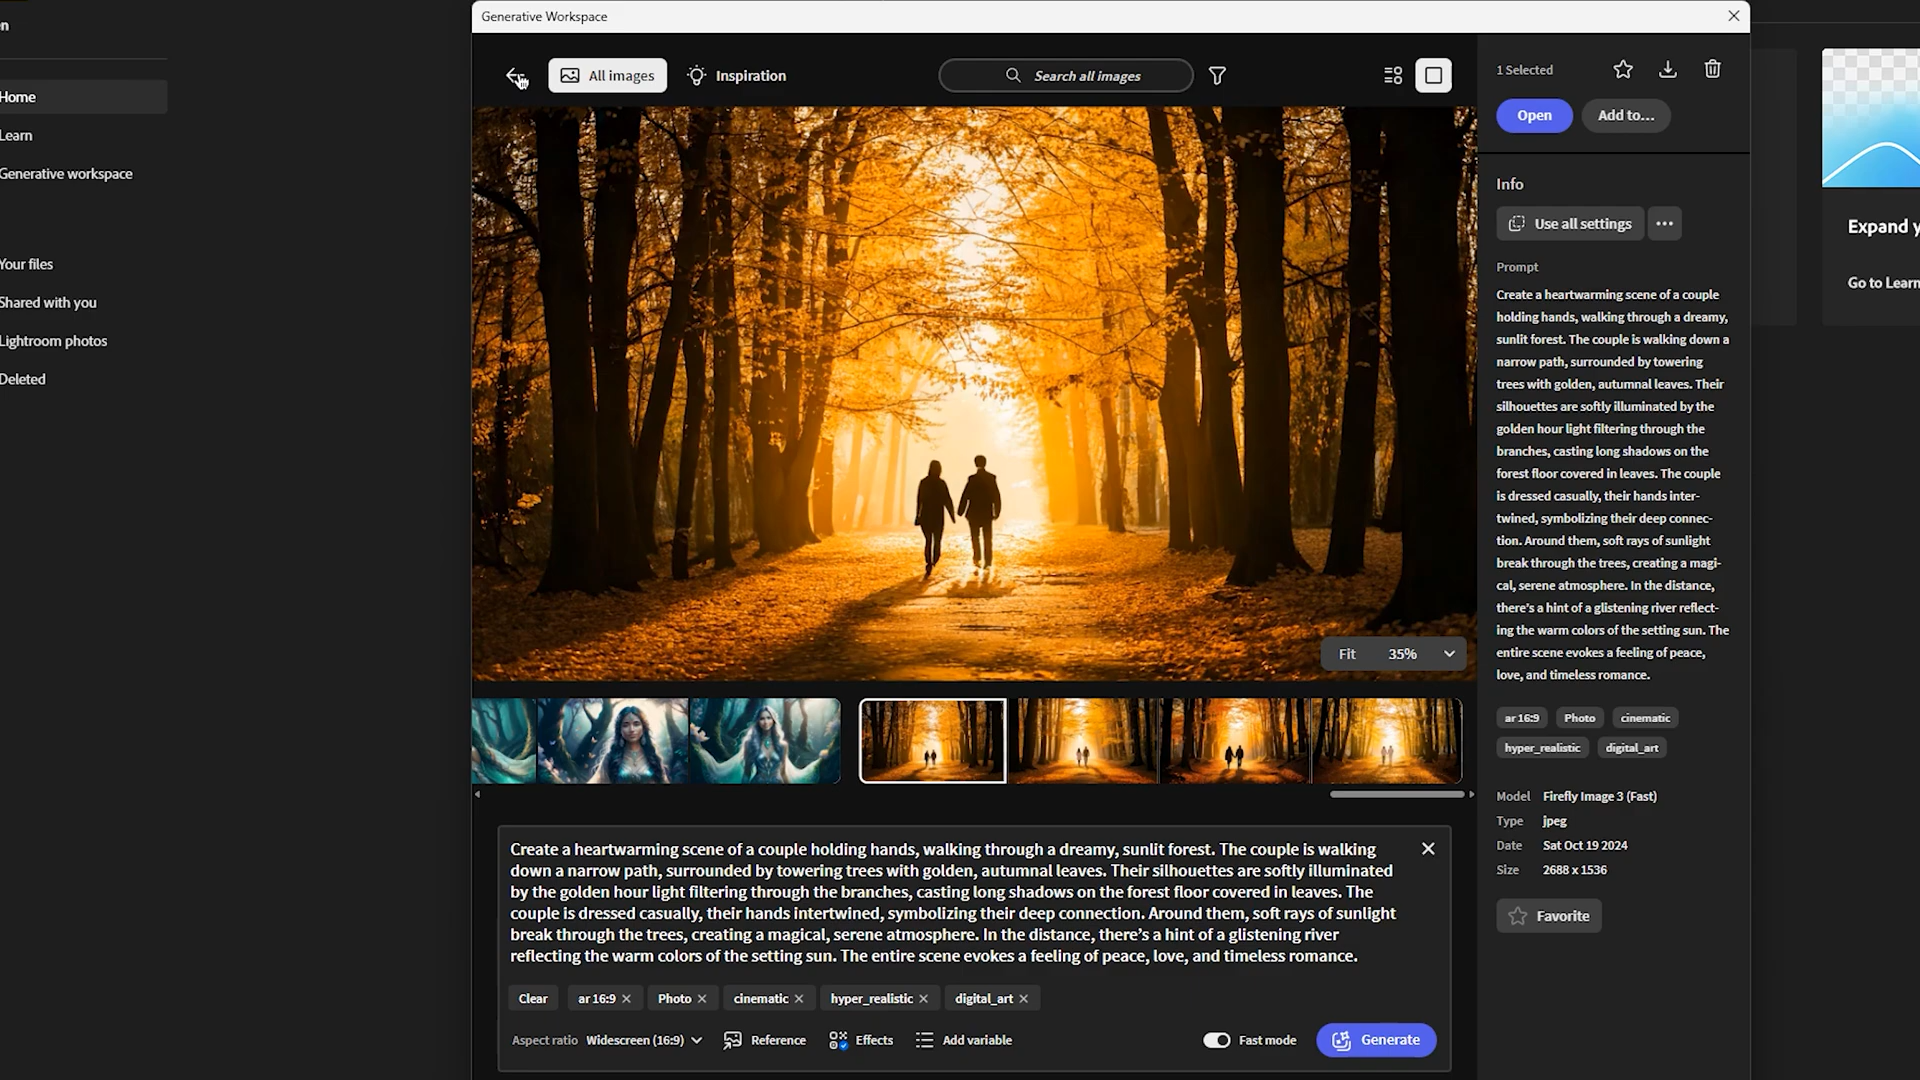 Generative Workspace
Home
Learn
Generative workspace
Your files
Shared with you
Lightroom photos
Deleted
All images
Inspiration
Search all images
Fit 35%
1 Selected
Open
Add to...
Info
Use all settings
Prompt
Create a heartwarming scene of a couple
holding hands, walking through a dreamy,
sunlit forest. The couple is walking down a
narrow path, surrounded by towering
trees with golden, autumnal leaves. Their
silhouettes are softly illuminated by the
golden hour light filtering through the
branches, casting long shadows on the
forest floor covered in leaves. The couple
is dressed casually, their hands inter-
twined, symbolizing their deep connec-
tion. Around them, soft rays of sunlight
break through the trees, creating a magi-
cal, serene atmosphere. In the distance,
there's a hint of a glistening river reflect-
ing the warm colors of the setting sun. The
entire scene evokes a feeling of peace,
love, and timeless romance.
ar 16:9 Photo cinematic
hyper_realistic digital_art
Model Firefly Image 3 (Fast)
Type jpeg
Date Sat Oct 19 2024
Size 2688 x 1536
Favorite
Create a heartwarming scene of a couple holding hands, walking through a dreamy, sunlit forest. The couple is walking
down a narrow path, surrounded by towering trees with golden, autumnal leaves. Their silhouettes are softly illuminated
by the golden hour light filtering through the branches, casting long shadows on the forest floor covered in leaves. The
couple is dressed casually, their hands intertwined, symbolizing their deep connection. Around them, soft rays of sunlight
break through the trees, creating a magical, serene atmosphere. In the distance, there's a hint of a glistening river
reflecting the warm colors of the setting sun. The entire scene evokes a feeling of peace, love, and timeless romance.
Clear ar 16:9 Photo cinematic hyper_realistic digital_art
Aspect ratio Widescreen (16:9) Reference Effects Add variable Fast mode Generate
Expand
Go to Learn